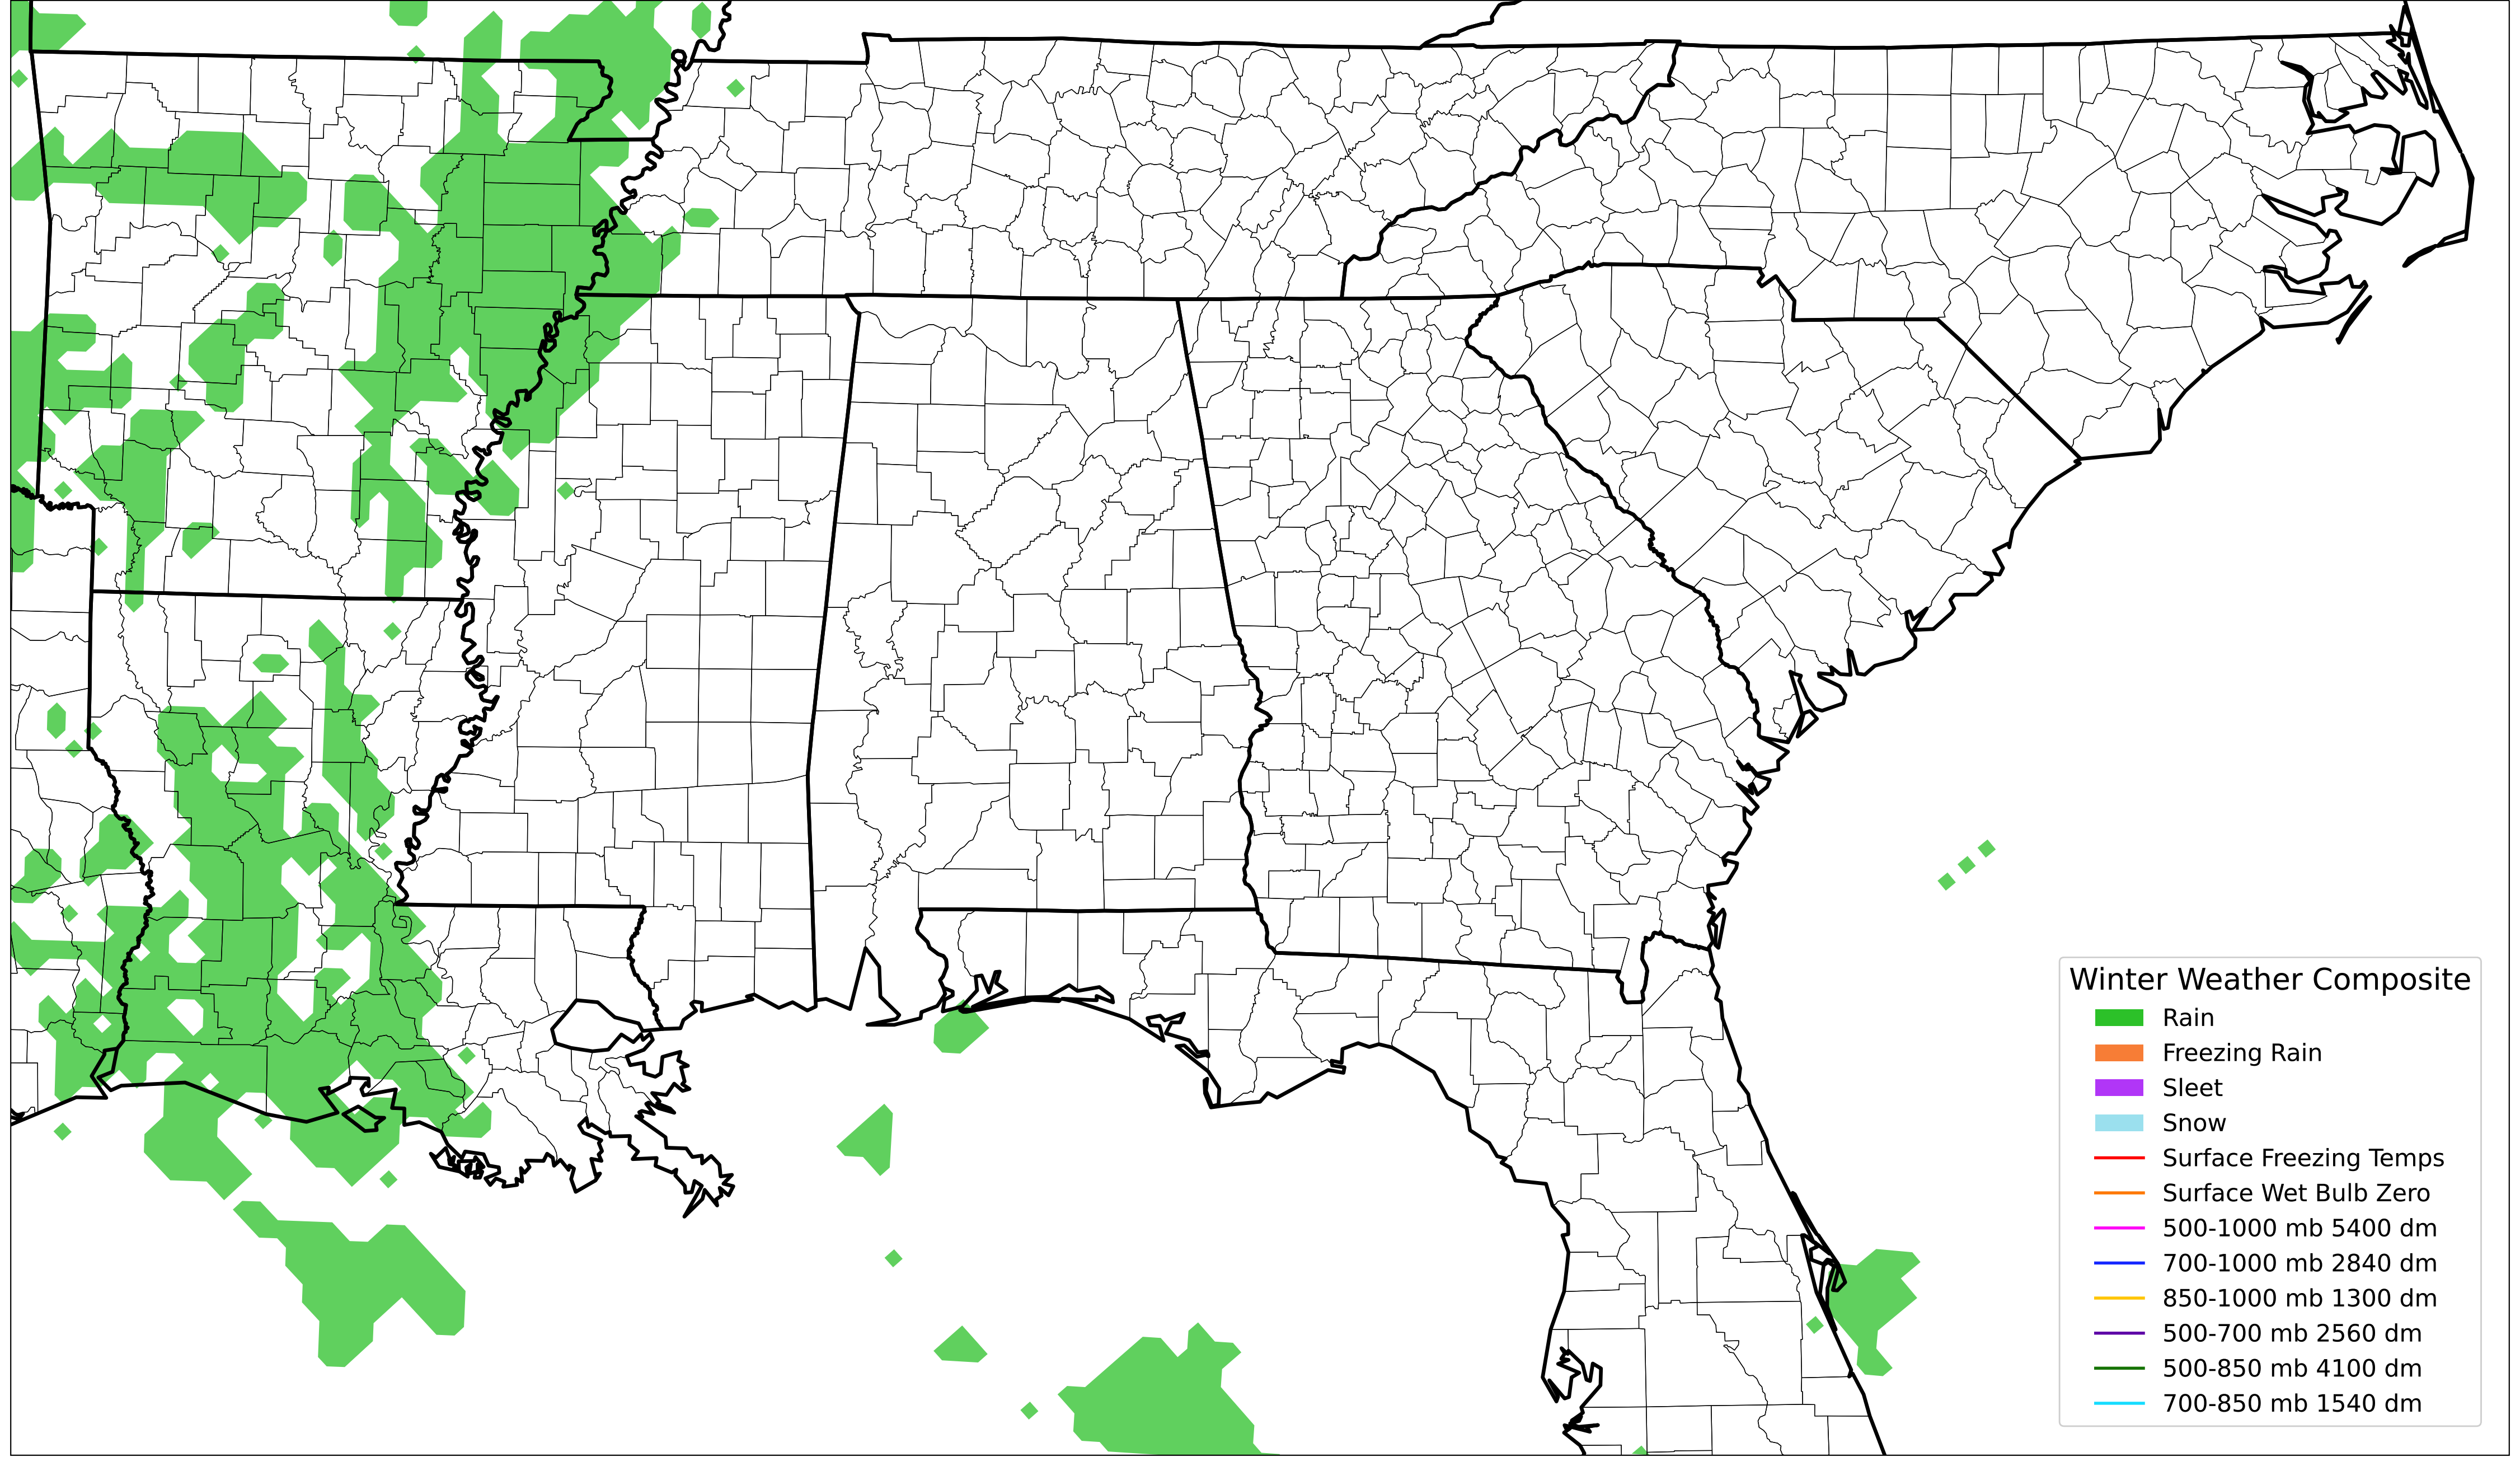 Winter Weather Composite
Rain
Freezing Rain
Sleet
Snow
Surface Freezing Temps
Surface Wet Bulb Zero
500-1000 mb 5400 dm
700-1000 mb 2840 dm
850-1000 mb 1300 dm
500-700 mb 2560 dm
500-850 mb 4100 dm
700-850 mb 1540 dm